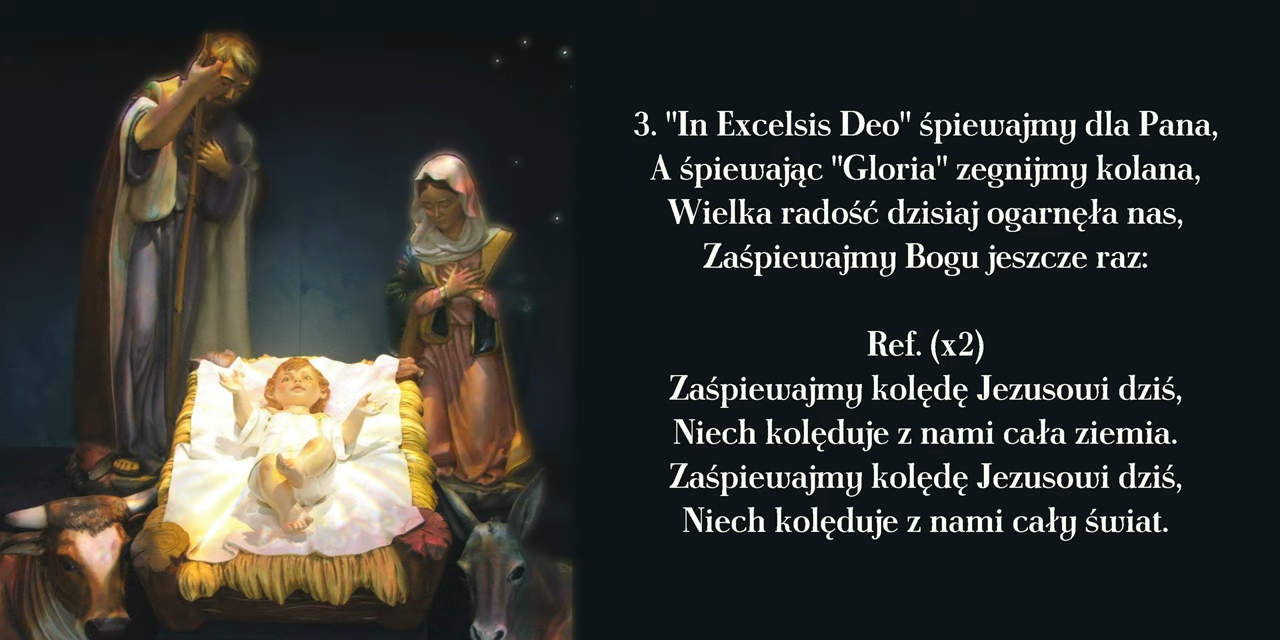 3. "In Excelsis Deo" śpiewajmy dla Pana,
A śpiewając "Gloria" zegnijmy kolana,
Wielka radość dzisiaj ogarnęła nas,
Zaśpiewajmy Bogu jeszcze raz:
Ref. (x2)
Zaśpiewajmy kolędę Jezusowi dziś,
Niech kolęduje z nami cała ziemia.
Zaśpiewajmy kolędę Jezusowi dziś,
Niech kolęduje z nami cały świat.